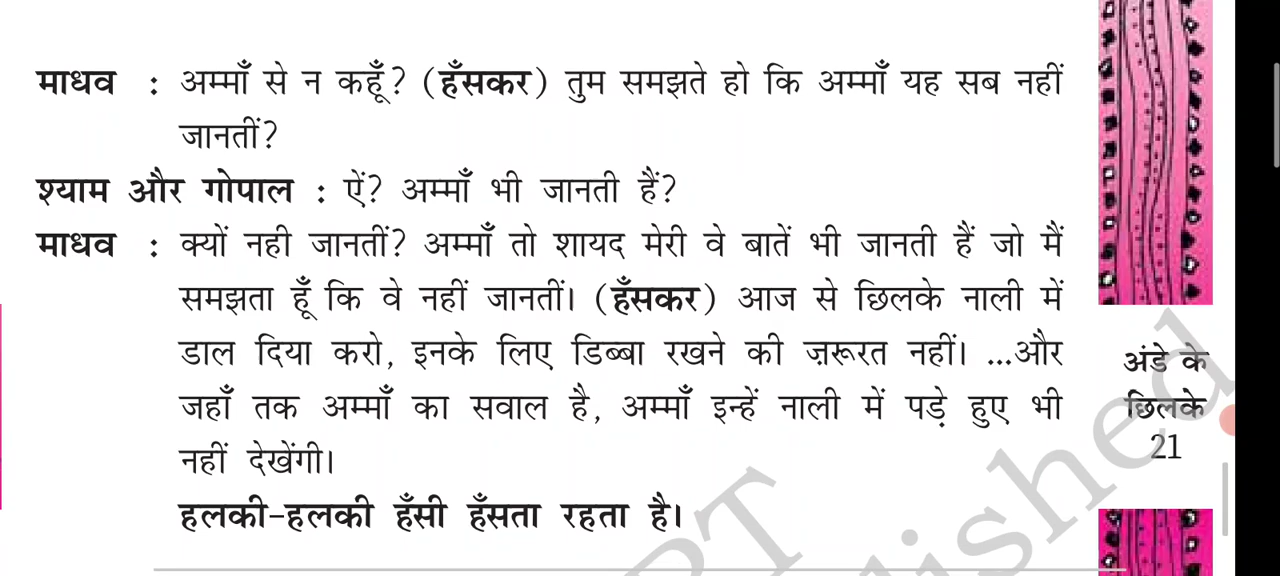 माधव : अम्माँ से न कहूँ? (हँसकर) तुम समझते हो कि अम्माँ यह सब नहीं
जानतीं?
श्याम और गोपाल : ऐं? अम्माँ भी जानती हैं?
माधव : क्यों नही जानतीं? अम्माँ तो शायद मेरी वे बातें भी जानती हैं जो मैं
समझता हूँ कि वे नहीं जानतीं। (हँसकर) आज से छिलके नाली में
डाल दिया करो, इनके लिए डिब्बा रखने की ज़रूरत नहीं। ...और
जहाँ तक अम्माँ का सवाल है, अम्माँ इन्हें नाली में पड़े हुए भी
नहीं देखेंगी।
हलकी-हलकी हँसी हँसता रहता है।
अंडे के
छिलके
21